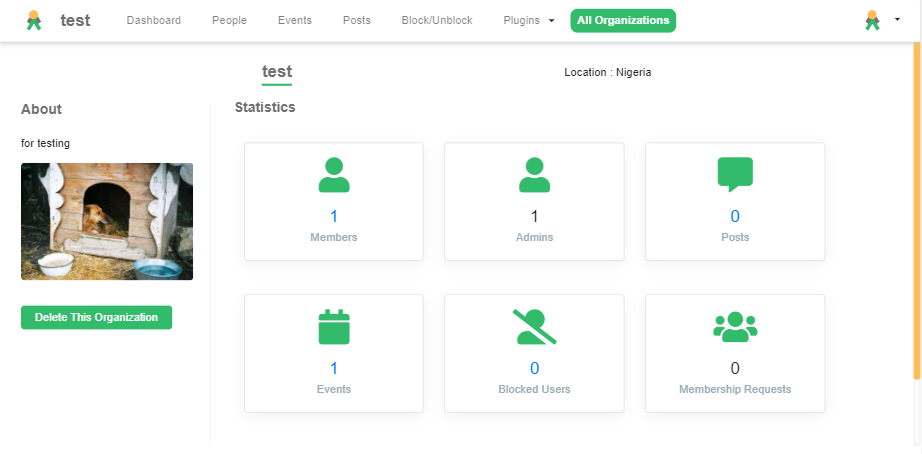 test Dashboard People Events Posts Block/Unblock Plugins All Organizations
test Location : Nigeria
About
for testing
Delete This Organization
Statistics
1 1 0
Members Admins Posts
1 0 0
Events Blocked Users Membership Requests